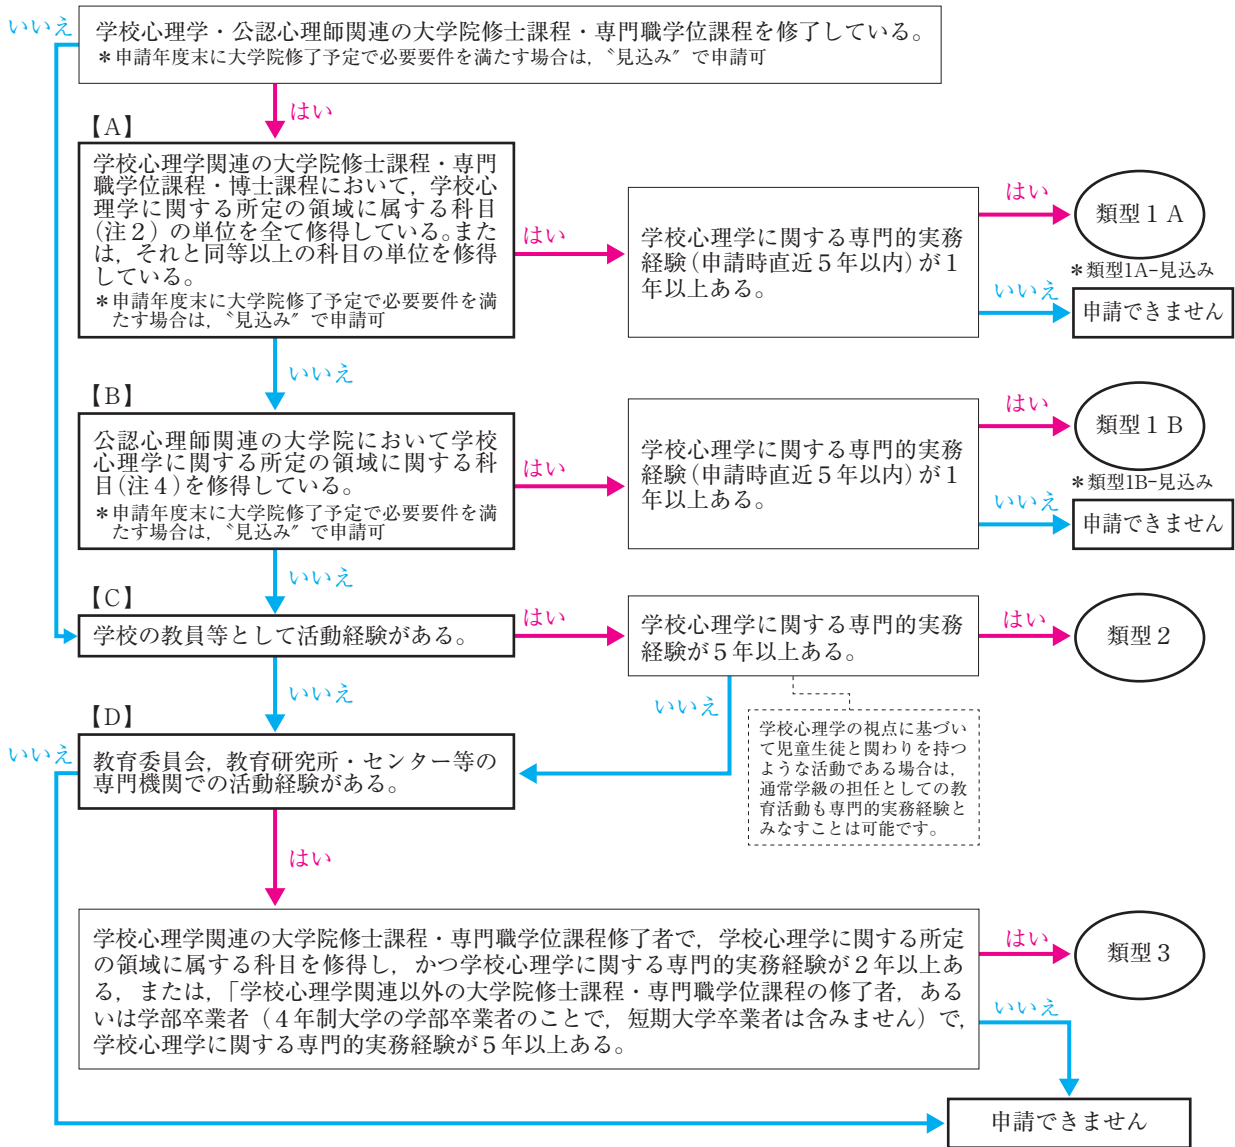 いいえ
学校心理学・公認心理師関連の大学院修士課程・専門職学位課程を修了している。
＊申請年度末に大学院修了予定で必要要件を満たす場合は，〝見込み〟で申請可
はい
【A】
学校心理学関連の大学院修士課程・専門
職学位課程・博士課程において，学校心
理学に関する所定の領域に属する科目
(注２) の単位を全て修得している。また
は，それと同等以上の科目の単位を修得
している。
＊申請年度末に大学院修了予定で必要要件を満
たす場合は，〝見込み〟で申請可
はい
学校心理学に関する専門的実務
経験(申請時直近５年以内)が１
年以上ある。
はい
類型１A
＊類型1A-見込み
いいえ
申請できません
いいえ
【B】
公認心理師関連の大学院において学校
心理学に関する所定の領域に関する科
目(注４)を修得している。
＊申請年度末に大学院修了予定で必要要件を満
たす場合は，〝見込み〟で申請可
はい
学校心理学に関する専門的実務
経験(申請時直近５年以内)が１
年以上ある。
はい
類型１B
＊類型1B-見込み
いいえ
申請できません
いいえ
【C】
学校の教員等として活動経験がある。
はい
学校心理学に関する専門的実務
経験が５年以上ある。
はい
類型２
いいえ
いいえ
学校心理学の視点に基づい
て児童生徒と関わりを持つ
ような活動である場合は，
通常学級の担任としての教
育活動も専門的実務経験と
みなすことは可能です。
【D】
いいえ
教育委員会，教育研究所・センター等の
専門機関での活動経験がある。
はい
学校心理学関連の大学院修士課程・専門職学位課程修了者で，学校心理学に関する所定
の領域に属する科目を修得し，かつ学校心理学に関する専門的実務経験が２年以上あ
る，または，「学校心理学関連以外の大学院修士課程・専門職学位課程の修了者，ある
いは学部卒業者（４年制大学の学部卒業者のことで，短期大学卒業者は含みません）で，
学校心理学に関する専門的実務経験が５年以上ある。
はい
類型３
いいえ
申請できません